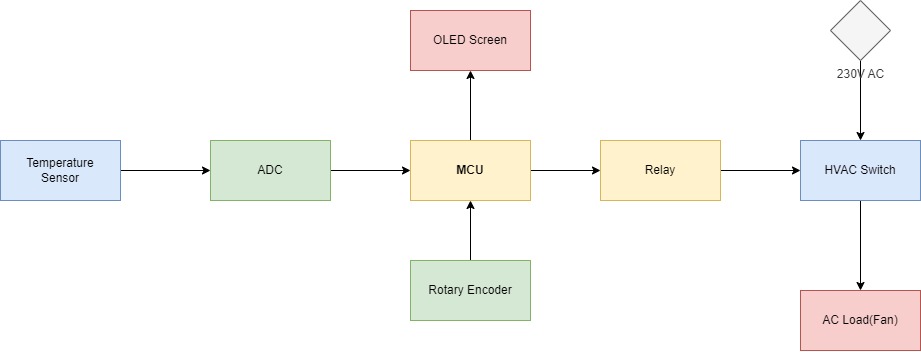 OLED Screen
230V AC
Temperature
Sensor
ADC
MCU
Relay
HVAC Switch
Rotary Encoder
AC Load(Fan)